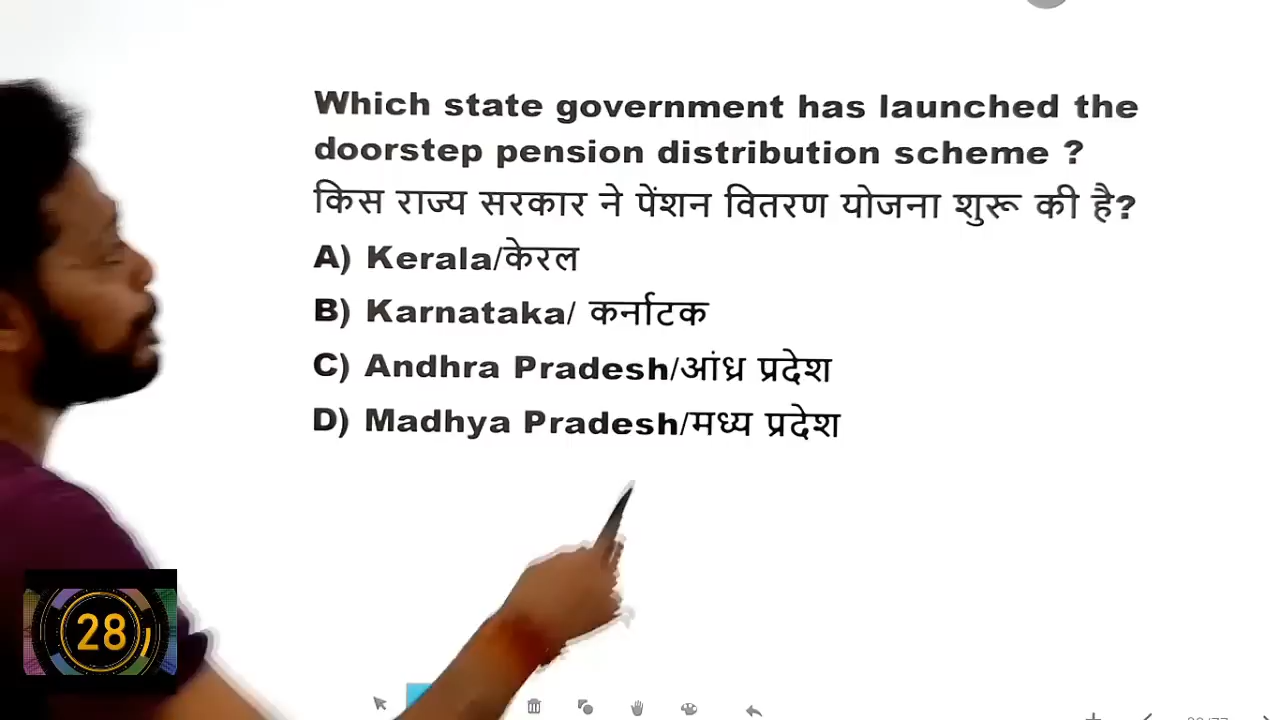 Which state government has launched the
doorstep pension distribution scheme ?
किस राज्य सरकार ने पेंशन वितरण योजना शुरू की है?
A) Kerala/केरल
B) Karnataka/ कर्नाटक
C) Andhra Pradesh/आंध्र प्रदेश
D) Madhya Pradesh/मध्य प्रदेश
28